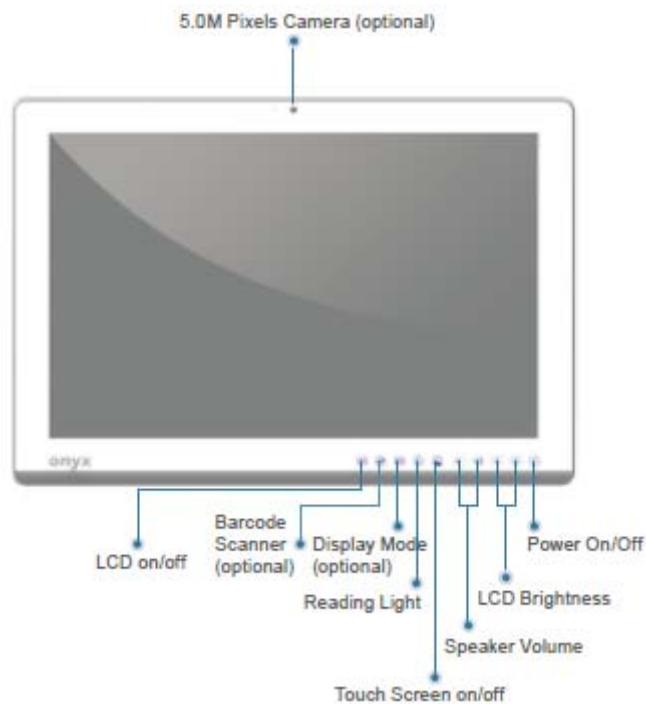 5.0M Pixels Camera (optional)
onyx
LCD on/off
Barcode
Scanner
(optional)
Display Mode
(optional)
Reading Light
Touch Screen on/off
Speaker Volume
LCD Brightness
Power On/Off